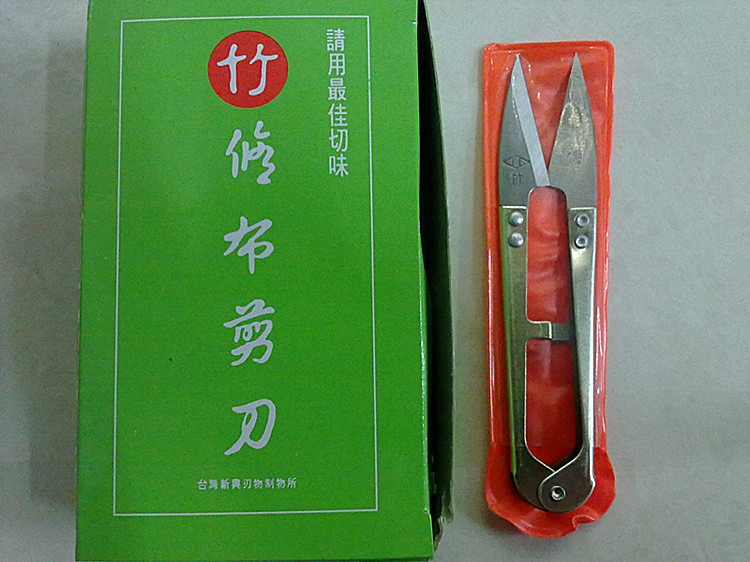 請用最佳切味
竹
修布剪刀
台灣新興刃物制物所